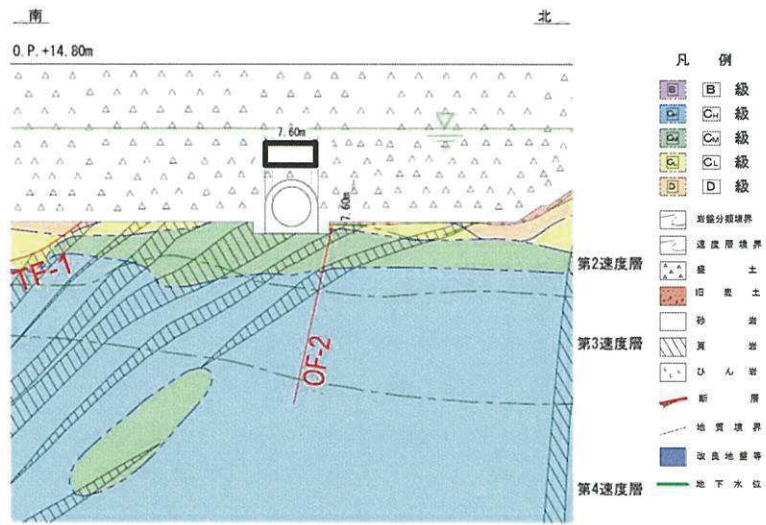 南 北
O.P.+14.80m
7.60m
7.60m
TF-1
OF-2
第2速度層
第3速度層
第4速度層
凡 例
B B 級
CH CH 級
CM CM 級
CL CL 級
D D 級
岩盤分類境界
速度層境界
盛 土
旧表土
砂 岩
頁 岩
ひん岩
断 層
地質境界
改良地盤等
地下水位